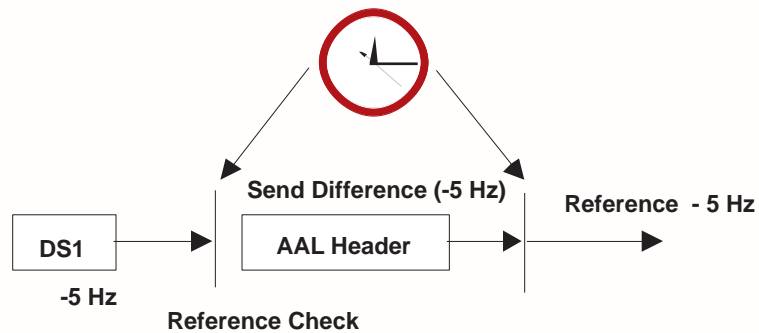 Send Difference (-5 Hz)
Reference - 5 Hz
DS1
AAL Header
-5 Hz
Reference Check